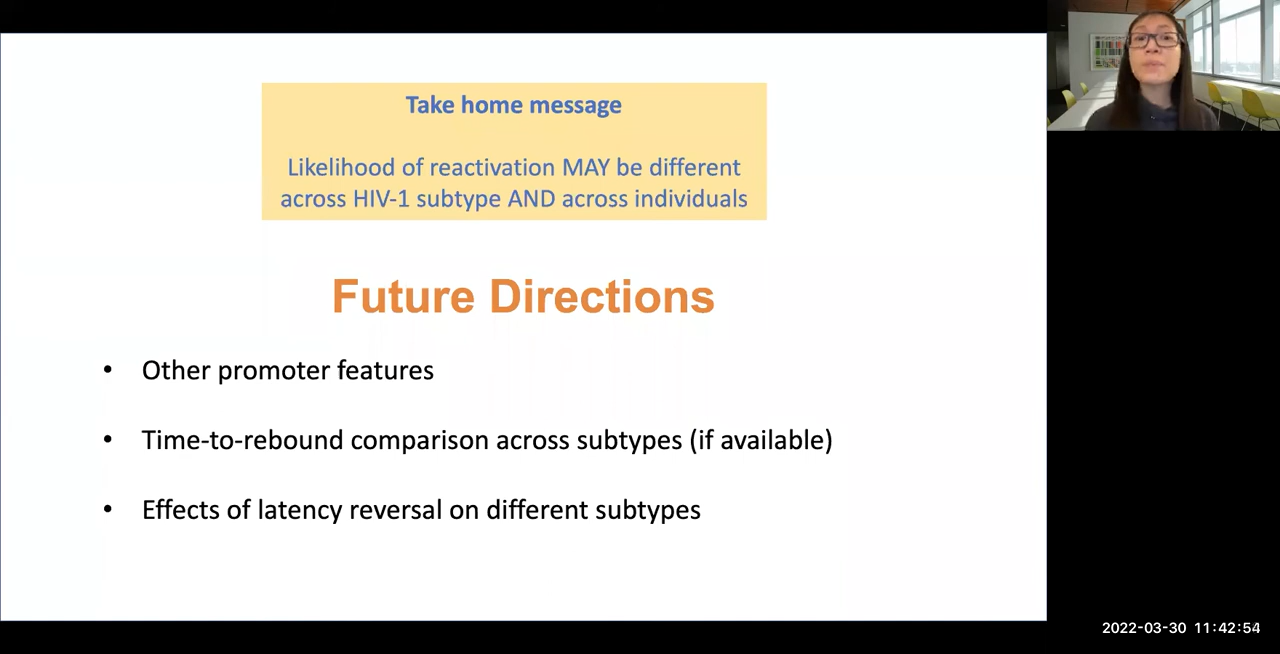 Take home message
Likelihood of reactivation MAY be different
across HIV-1 subtype AND across individuals
Future Directions
• Other promoter features
• Time-to-rebound comparison across subtypes (if available)
• Effects of latency reversal on different subtypes
2022-03-30 11:42:54